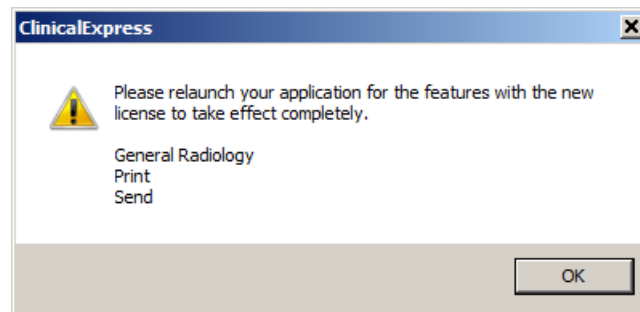 ClinicalExpress
Please relaunch your application for the features with the new
license to take effect completely.
General Radiology
Print
Send
OK